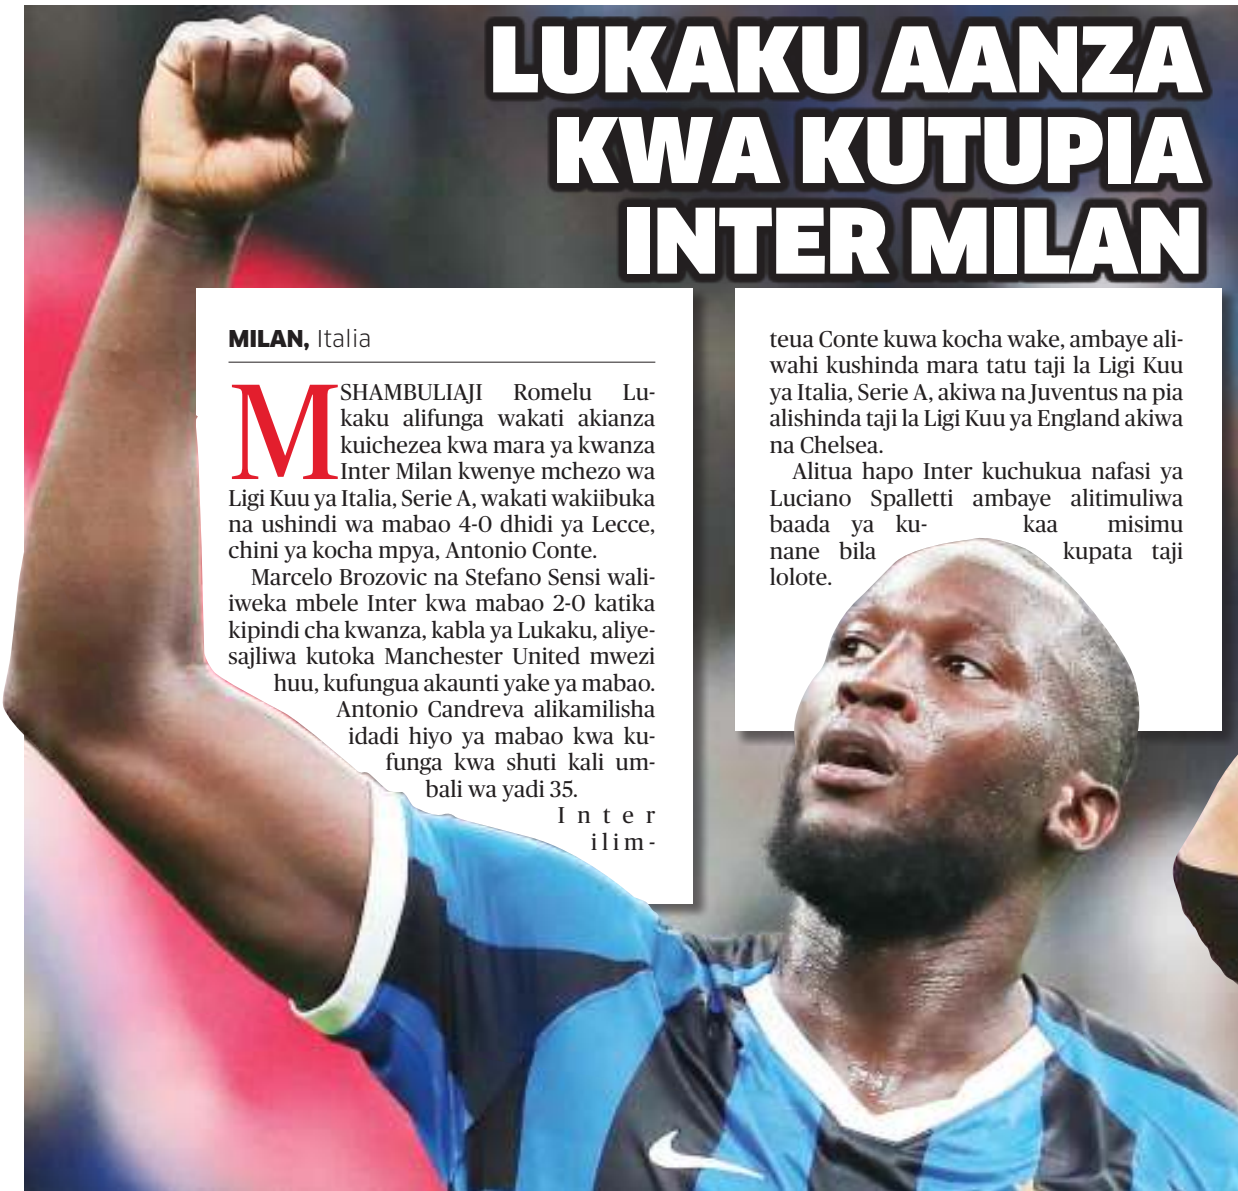 LUKAKU AANZA
KWA KUTUPIA
INTER MILAN
MILAN, Italia
MSHAMBULIAJI Romelu Lu-
kaku alifunga wakati akianza
kuichezea kwa mara ya kwanza
Inter Milan kwenye mchezo wa
Ligi Kuu ya Italia, Serie A, wakati wakiibuka
na ushindi wa mabao 4-0 dhidi ya Lecce,
chini ya kocha mpya, Antonio Conte.
Marcelo Brozovic na Stefano Sensi wali-
iweka mbele Inter kwa mabao 2-0 katika
kipindi cha kwanza, kabla ya Lukaku, aliye-
sajliwa kutoka Manchester United mwezi
huu, kufungua akaunti yake ya mabao.
Antonio Candreva alikamilisha
idadi hiyo ya mabao kwa ku-
funga kwa shuti kali um-
bali wa yadi 35.
Inter
ilim-
teua Conte kuwa kocha wake, ambaye ali-
wahi kushinda mara tatu taji la Ligi Kuu
ya Italia, Serie A, akiwa na Juventus na pia
alishinda taji la Ligi Kuu ya England akiwa
na Chelsea.
Alitua hapo Inter kuchukua nafasi ya
Luciano Spalletti ambaye alitimuliwa
baada ya ku- kaa misimu
nane bila kupata taji
lolote.